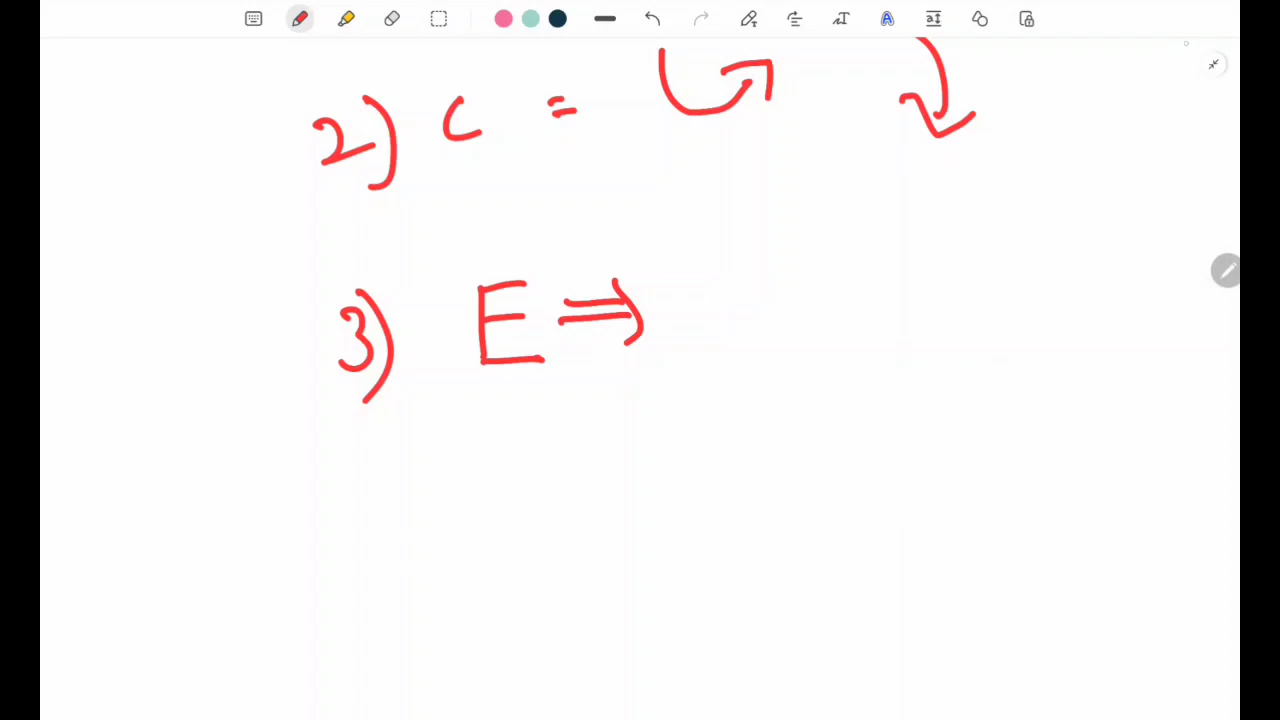 2) C =
3) E ⇒